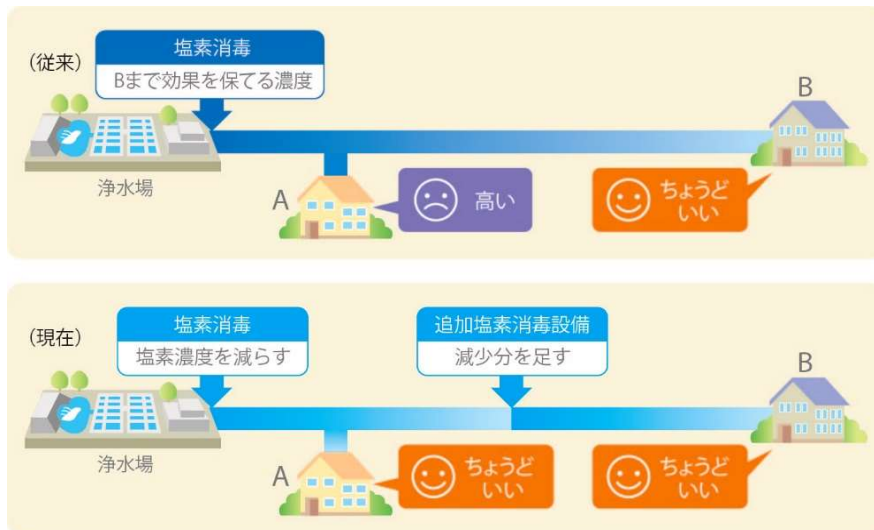 (従来)
塩素消毒
Bまで効果を保てる濃度
浄水場
A
高い
B
ちょうど
いい
(現在)
塩素消毒
塩素濃度を減らす
追加塩素消毒設備
減少分を足す
浄水場
A
ちょうど
いい
B
ちょうど
いい